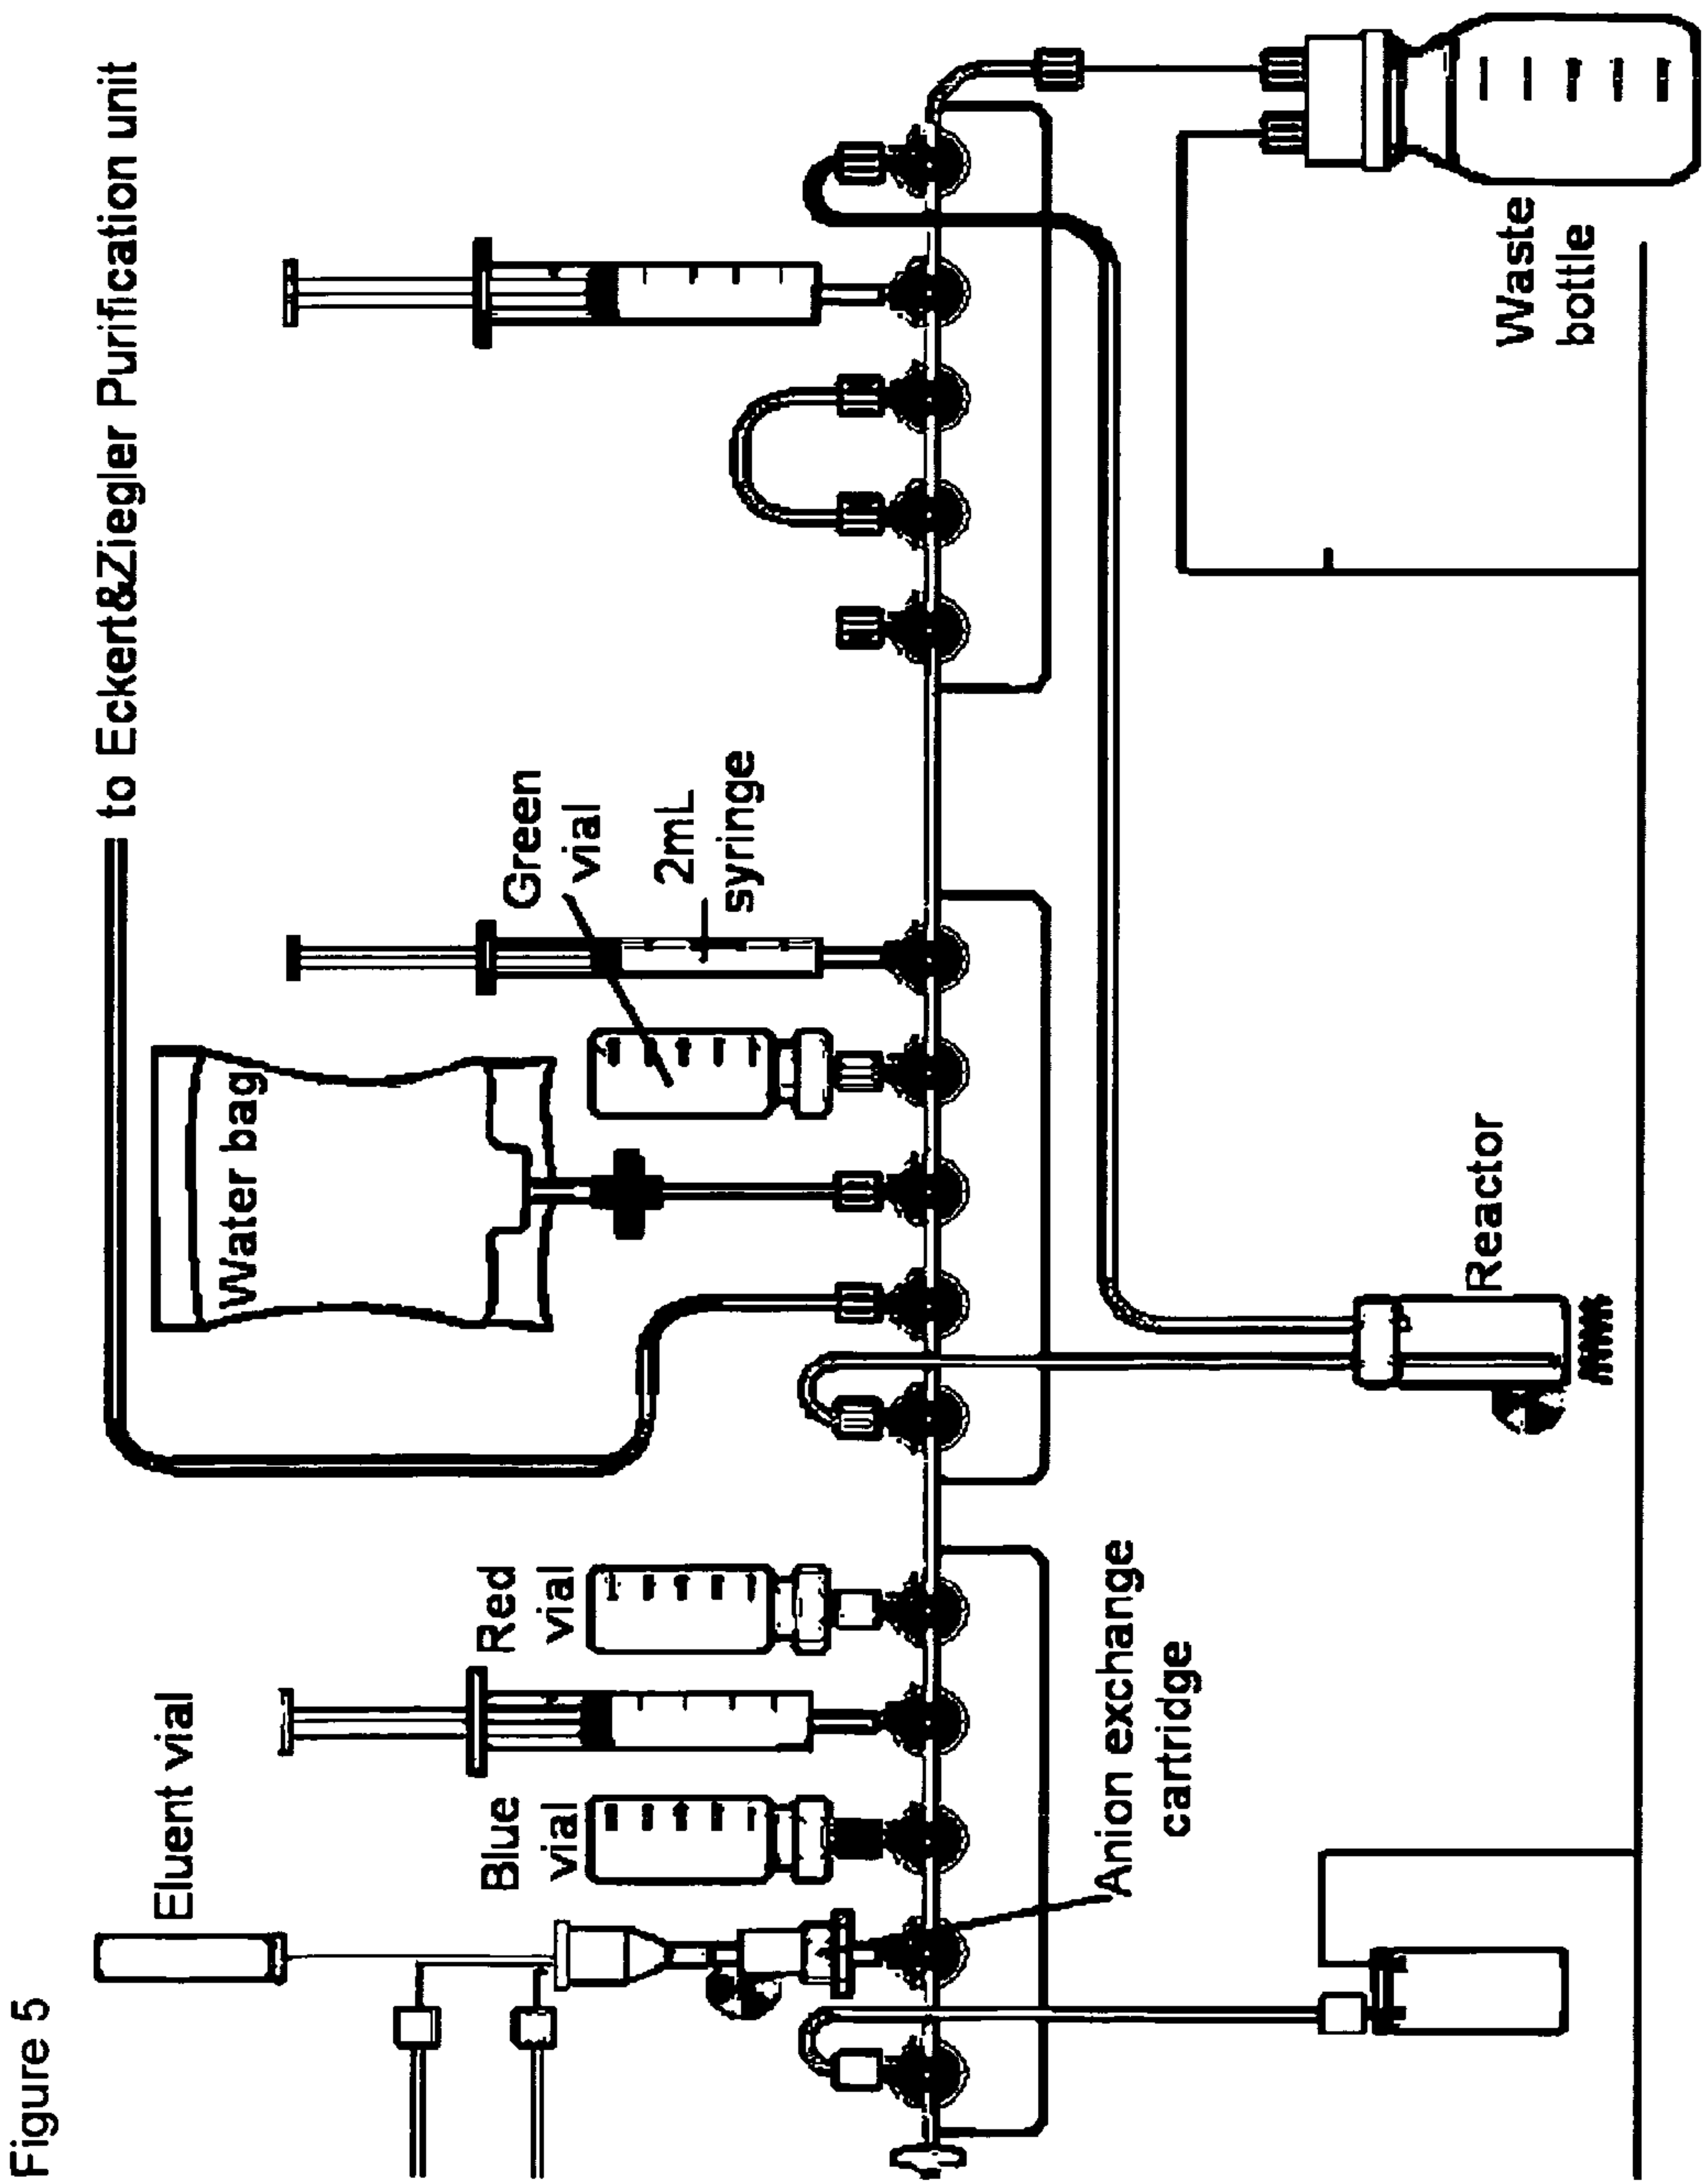 Figure 5
to Eckert&Ziegler Purification unit
Eluent vial
Water bag
Blue
vial
Red
vial
Green
vial
2mL
syringe
Anion exchange
cartridge
Reactor
Waste
bottle